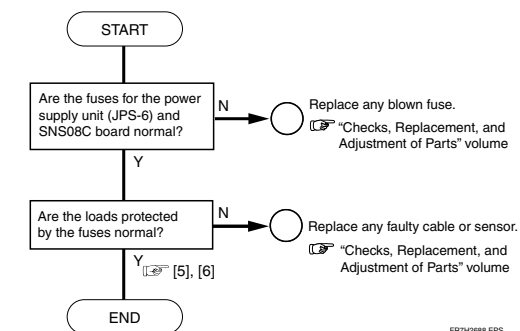 START
Are the fuses for the power
supply unit (JPS-6) and
SNS08C board normal?
N
Replace any blown fuse.
“Checks, Replacement, and
Adjustment of Parts” volume
Y
Are the loads protected
by the fuses normal?
N
Replace any faulty cable or sensor.
“Checks, Replacement, and
Adjustment of Parts” volume
Y
[5], [6]
END